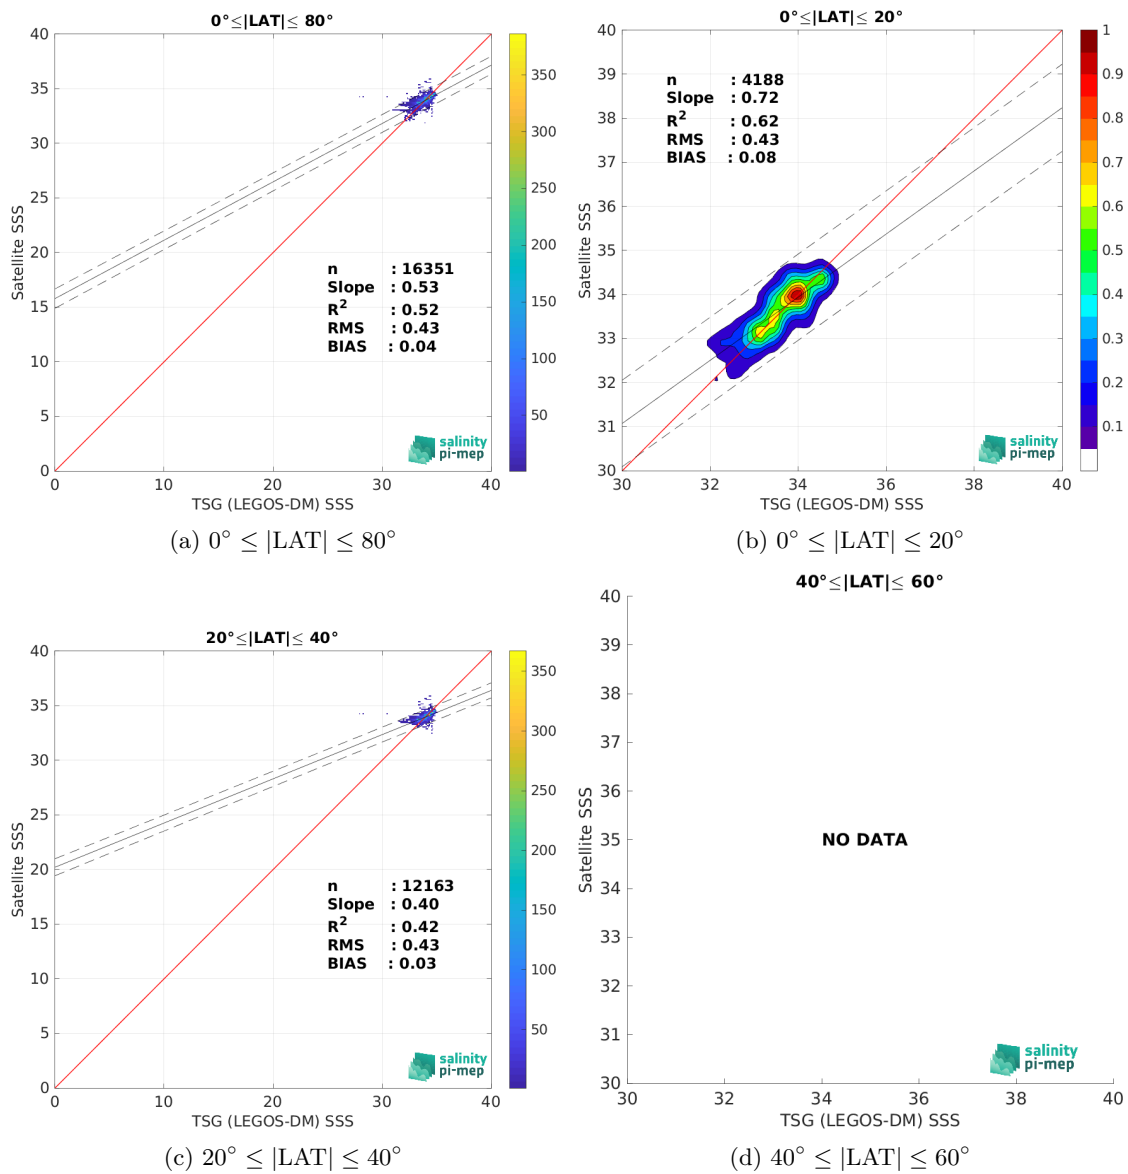 0°≤|LAT|≤ 80°
40
35
30
25
20
15
10
5
0
0
10
20
30
40
Satellite SSS
TSG (LEGOS-DM) SSS
n : 16351
Slope : 0.53
R2 : 0.52
RMS : 0.43
BIAS : 0.04
350
300
250
200
150
100
50
salinity
pi-mep
(a) 0° ≤ |LAT| ≤ 80°
0°≤|LAT|≤ 20°
40
39
38
37
36
35
34
33
32
31
30
30
32
34
36
38
40
Satellite SSS
TSG (LEGOS-DM) SSS
n : 4188
Slope : 0.72
R2 : 0.62
RMS : 0.43
BIAS : 0.08
1
0.9
0.8
0.7
0.6
0.5
0.4
0.3
0.2
0.1
salinity
pi-mep
(b) 0° ≤ |LAT| ≤ 20°
20°≤|LAT|≤ 40°
40
35
30
25
20
15
10
5
0
0
10
20
30
40
Satellite SSS
TSG (LEGOS-DM) SSS
n : 12163
Slope : 0.40
R2 : 0.42
RMS : 0.43
BIAS : 0.03
350
300
250
200
150
100
50
salinity
pi-mep
(c) 20° ≤ |LAT| ≤ 40°
40°≤|LAT|≤ 60°
40
39
38
37
36
35
34
33
32
31
30
30
32
34
36
38
40
Satellite SSS
TSG (LEGOS-DM) SSS
NO DATA
salinity
pi-mep
(d) 40° ≤ |LAT| ≤ 60°